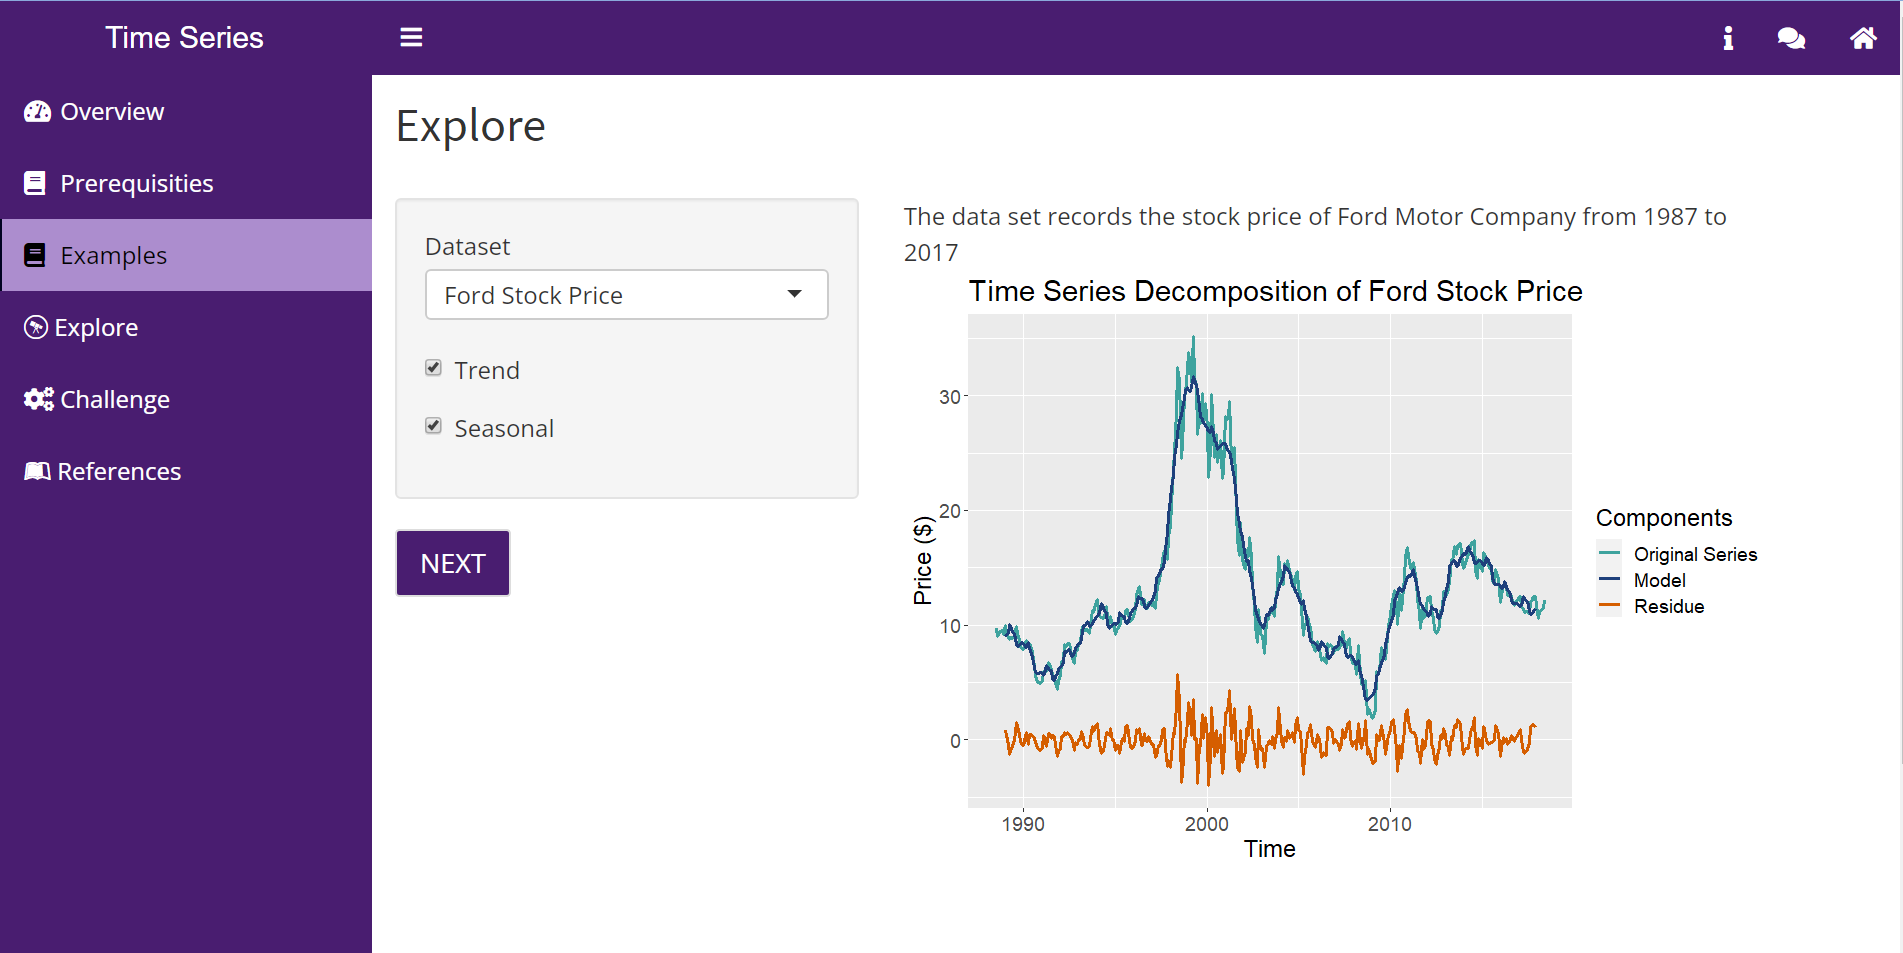 Time Series
Overview
Prerequisities
Examples
Explore
Challenge
References
Explore
Dataset
Ford Stock Price
Trend
Seasonal
NEXT
The data set records the stock price of Ford Motor Company from 1987 to
2017
Time Series Decomposition of Ford Stock Price
Price ($)
30
20
10
0
1990
2000
2010
Time
Components
Original Series
Model
Residue